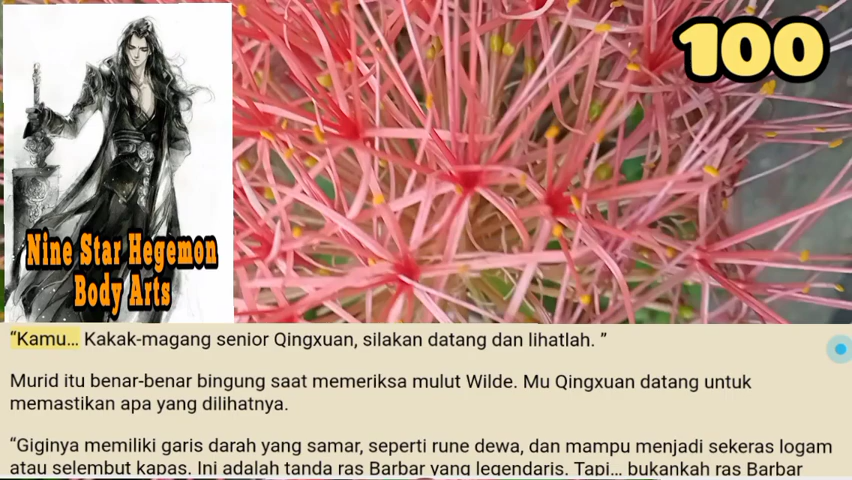 100
Nine Star Hegemon
Body Arts
“Kamu... Kakak-magang senior Qingxuan, silakan datang dan lihatlah. ”
Murid itu benar-benar bingung saat memeriksa mulut Wilde. Mu Qingxuan datang untuk
memastikan apa yang dilihatnya.
“Giginya memiliki garis darah yang samar, seperti rune dewa, dan mampu menjadi sekeras logam
atau selembut kapas. Ini adalah tanda ras Barbar yang legendaris. Tapi... bukankah ras Barbar